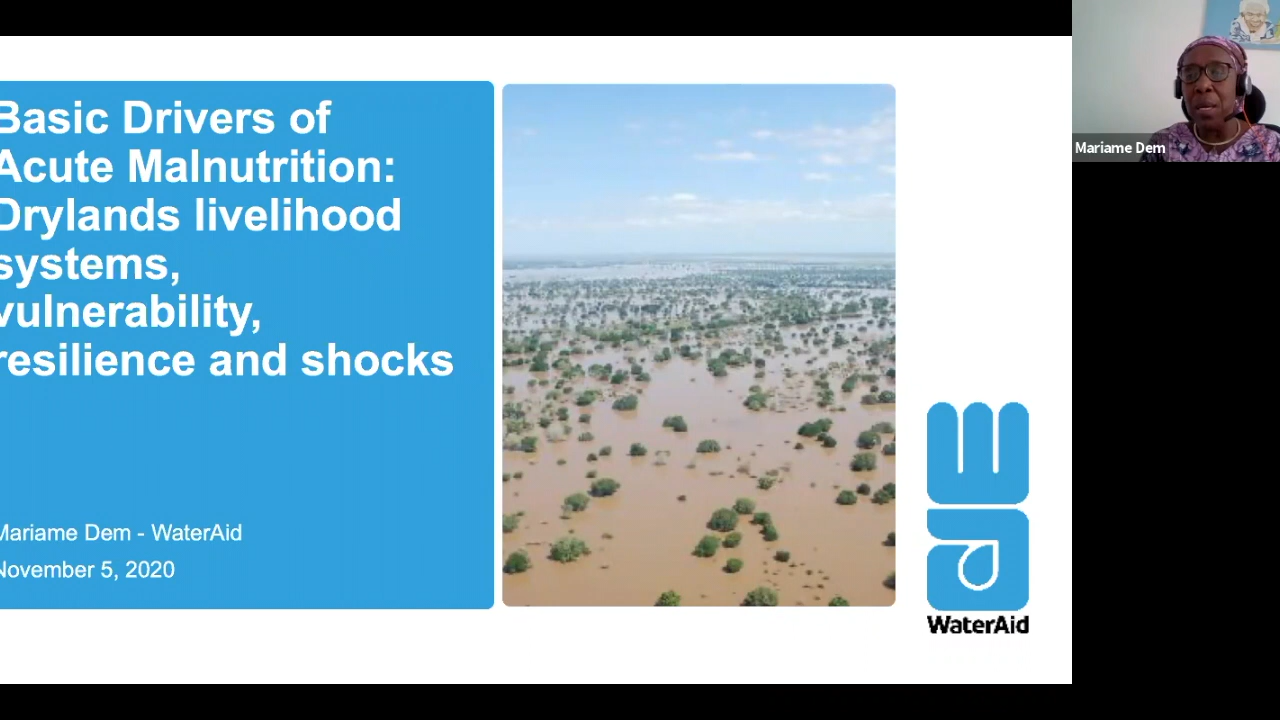 Basic Drivers of
Acute Malnutrition:
Drylands livelihood
systems,
vulnerability,
resilience and shocks
Mariame Dem - WaterAid
November 5, 2020
WaterAid
Mariame Dem